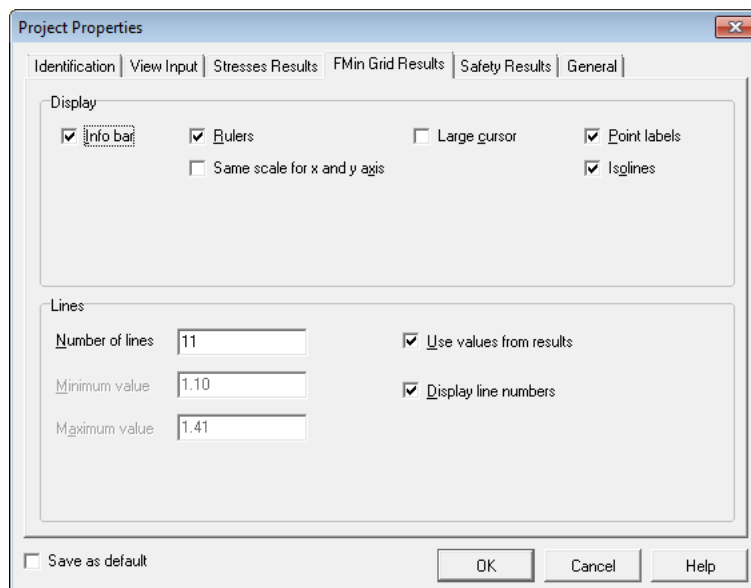 Project Properties
Identification View Input Stresses Results FMin Grid Results Safety Results General
Display
Info bar Rulers Large cursor Point labels
Same scale for x and y axis Isolines
Lines
Number of lines 11 Use values from results
Minimum value 1.10 Display line numbers
Maximum value 1.41
Save as default OK Cancel Help